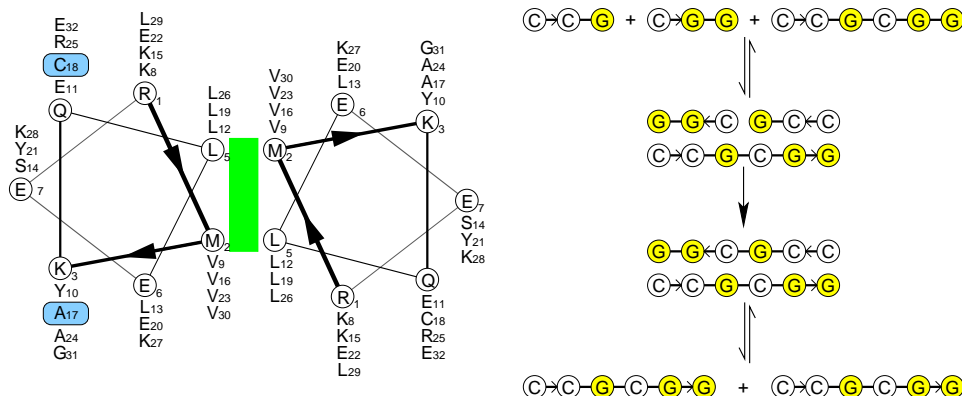 E32
R25
C18
E11
L29
E22
K15
K8
Q
R1
K28
Y21
S14
E7
L26
L19
L12
L5
M2
V9
V16
V23
V30
K3
Y10
A17
A24
G31
E6
L13
E20
K27
V30
V23
V16
V9
M2
K27
E20
L13
E6
G31
A24
A17
Y10
K3
E7
S14
Y21
K28
L5
L12
L19
L26
R1
K8
K15
E22
L29
Q
E11
C18
R25
E32
C C G + C G G + C C G C G G
G G C G C C
C C G C G G
G G C G C C
C C G C G G
C C G C G G + C C G C G G